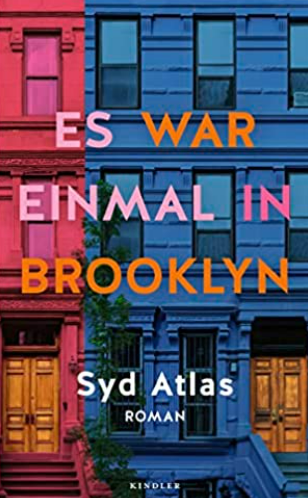 ES WAR
EINMAL IN
BROOKLYN
Syd Atlas
ROMAN
KINDLER